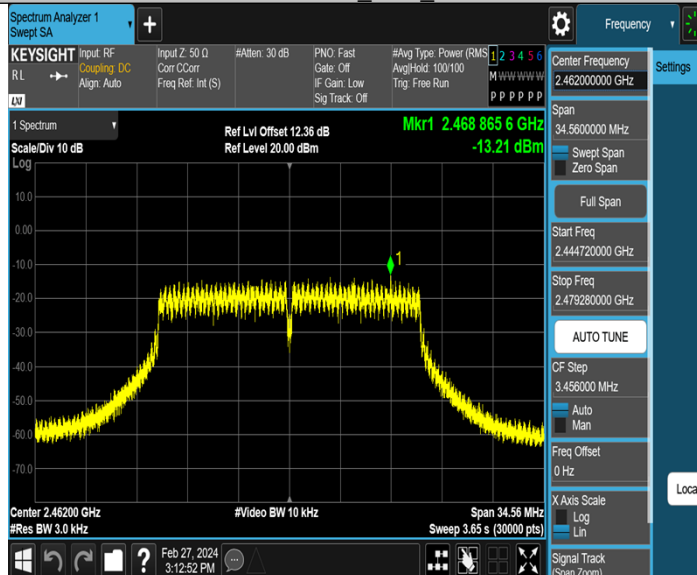 Spectrum Analyzer 1
Swept SA
Frequency
KEYSIGHT
RL
LXI
Input: RF
Coupling: DC
Align: Auto
Input Z: 50 Ω
Corr CCorr
Freq Ref: Int (S)
#Atten: 30 dB
PNO: Fast
Gate: Off
IF Gain: Low
Sig Track: Off
#Avg Type: Power (RMS
Avg|Hold: 100/100
Trig: Free Run
1 2 3 4 5 6
M W W W W W
P P P P P P
1 Spectrum
Scale/Div 10 dB
Log
Ref Lvl Offset 12.36 dB
Ref Level 20.00 dBm
Mkr1 2.468 865 6 GHz
-13.21 dBm
10.0
0.00
-10.0
-20.0
-30.0
-40.0
-50.0
-60.0
-70.0
1
Center 2.46200 GHz
#Res BW 3.0 kHz
#Video BW 10 kHz
Span 34.56 MHz
Sweep 3.65 s (30000 pts)
?
Feb 27, 2024
3:12:52 PM
Center Frequency
2.462000000 GHz
Settings
Span
34.5600000 MHz
Swept Span
Zero Span
Full Span
Start Freq
2.444720000 GHz
Stop Freq
2.479280000 GHz
AUTO TUNE
CF Step
3.456000 MHz
Auto
Man
Freq Offset
0 Hz
Loca
X Axis Scale
Log
Lin
Signal Track
(Span Zoom)